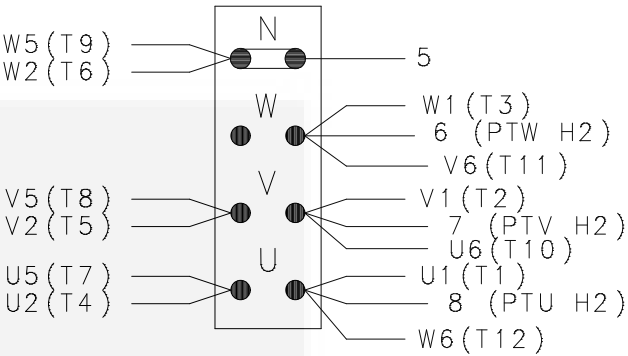 N
W5(T9)
W2(T6)
5
W
W1(T3)
6 (PTW H2)
V6(T11)
V
V5(T8)
V2(T5)
V1(T2)
7 (PTV H2)
U6(T10)
U
U5(T7)
U2(T4)
U1(T1)
8 (PTU H2)
W6(T12)